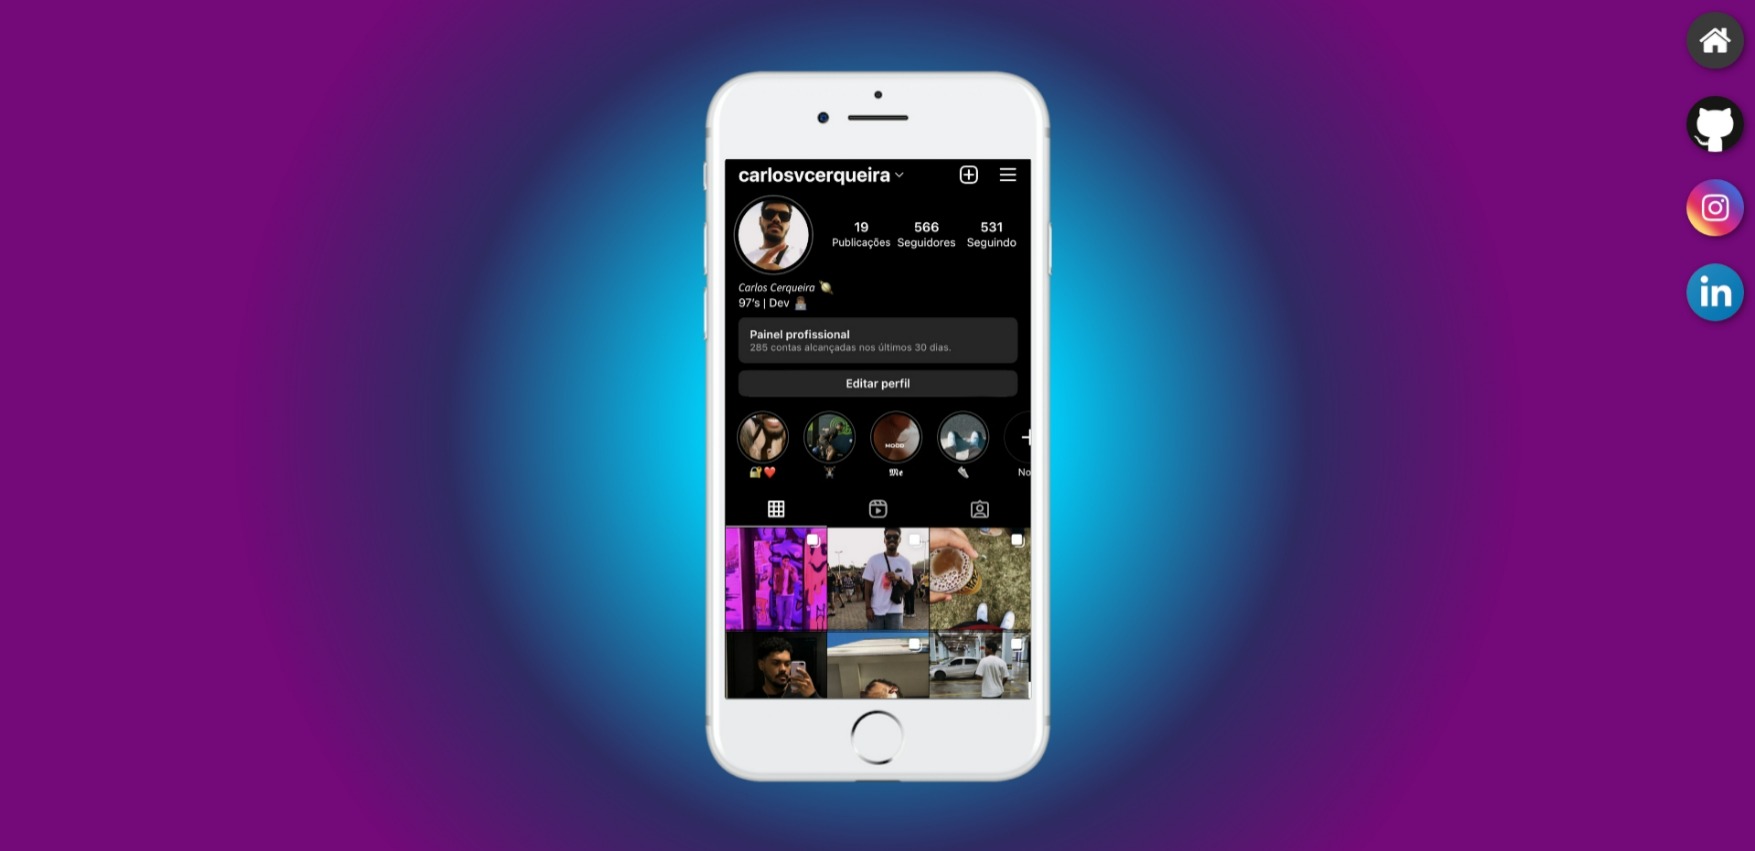 carlosvcerqueira
19 566 531
Publicações Seguidores Seguindo
Carlos Cerqueira 🪐
97's | Dev 👨🏽‍💻
Painel profissional
285 contas alcançadas nos últimos 30 dias.
Editar perfil
MOOD
🔐❤️ 🏋🏽 𝕸e 👟 No
in